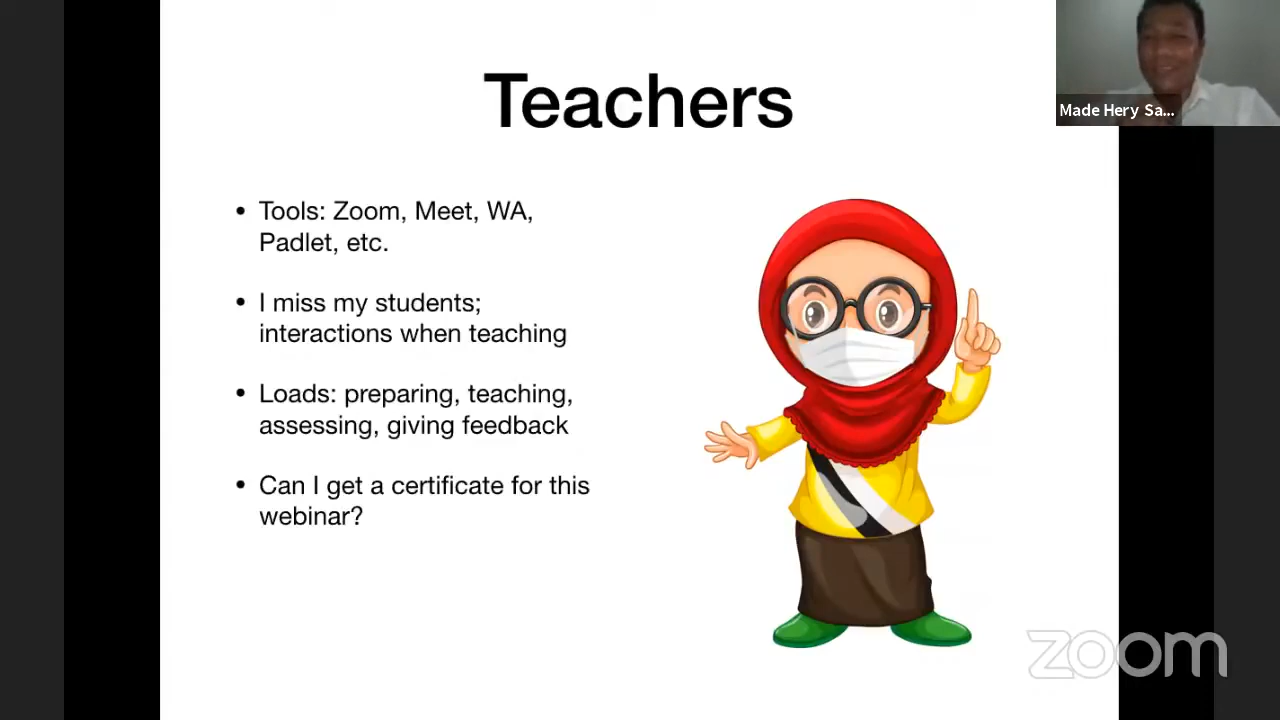 Teachers
Made Hery Sa...
• Tools: Zoom, Meet, WA,
Padlet, etc.
• I miss my students;
interactions when teaching
• Loads: preparing, teaching,
assessing, giving feedback
• Can I get a certificate for this
webinar?
zoom